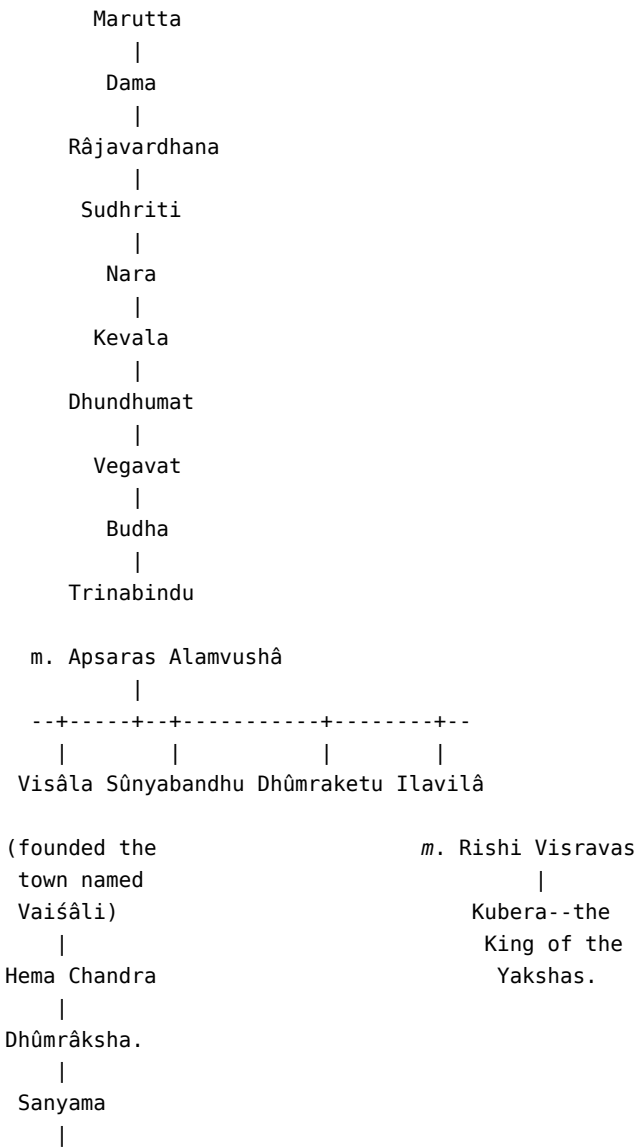 Marutta
|
Dama
|
Râjavardhana
|
Sudhriti
|
Nara
|
Kevala
|
Dhundhumat
|
Vegavat
|
Budha
|
Trinabindu
m. Apsaras Alamvushâ
|
--+-----+--+-----------+--------+--
| | | |
Visâla Sûnyabandhu Dhûmraketu Ilavilâ
(founded the m. Rishi Visravas
town named |
Vaiśâli) Kubera--the
| King of the
Hema Chandra Yakshas.
|
Dhûmrâksha.
|
Sanyama
|